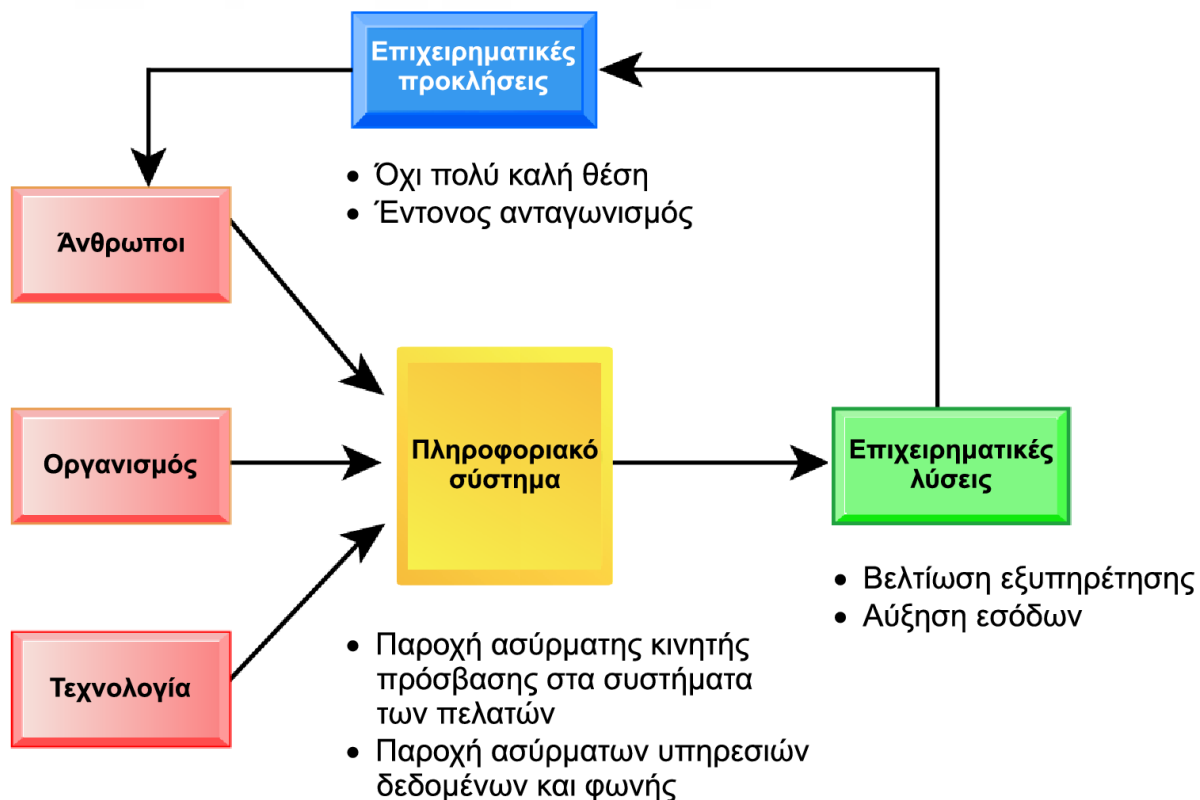 Επιχειρηματικές
προκλήσεις
• Όχι πολύ καλή θέση
• Έντονος ανταγωνισμός
Άνθρωποι
Οργανισμός
Τεχνολογία
Πληροφοριακό
σύστημα
• Παροχή ασύρματης κινητής
πρόσβασης στα συστήματα
των πελατών
• Παροχή ασύρματων υπηρεσιών
δεδομένων και φωνής
Επιχειρηματικές
λύσεις
• Βελτίωση εξυπηρέτησης
• Αύξηση εσόδων